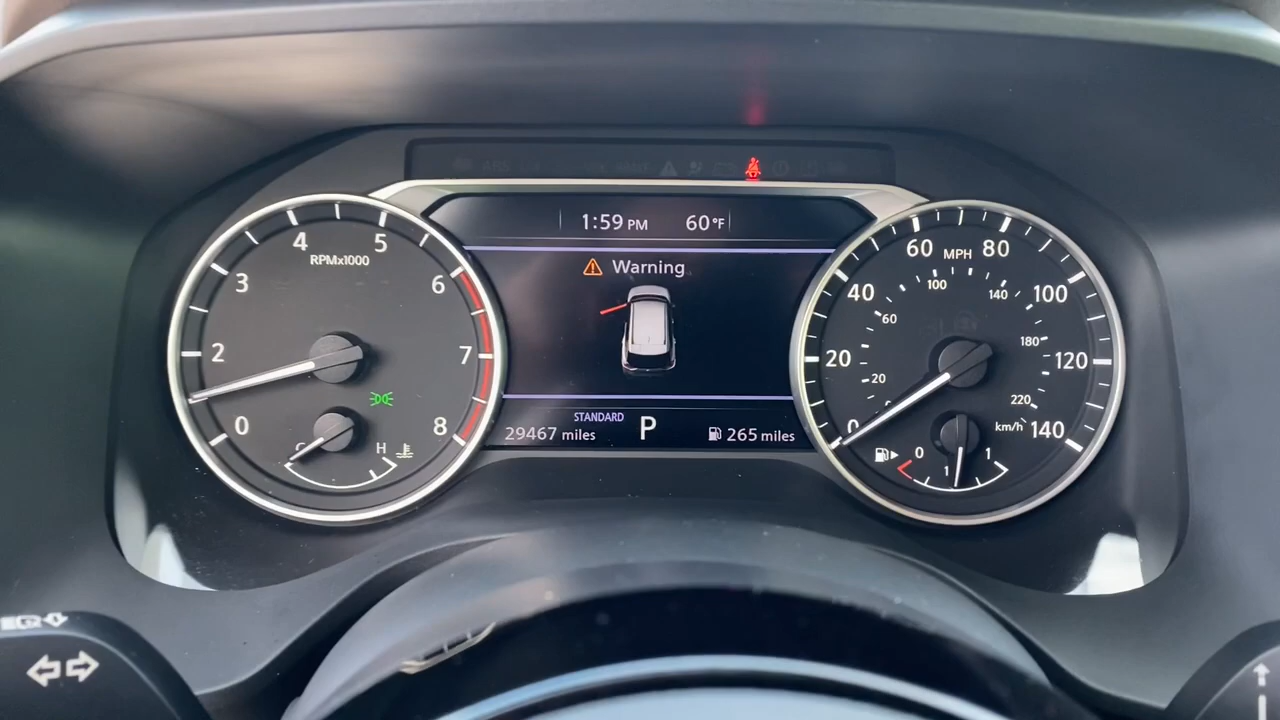 1:59 PM 60°F
Warning
STANDARD
29467 miles P 265 miles
4 5
RPMx1000
3 6
2 7
0 8
C H
60 MPH 80
100 140
40 100
60
180
20 120
20
220
0 km/h 140
0 1
1